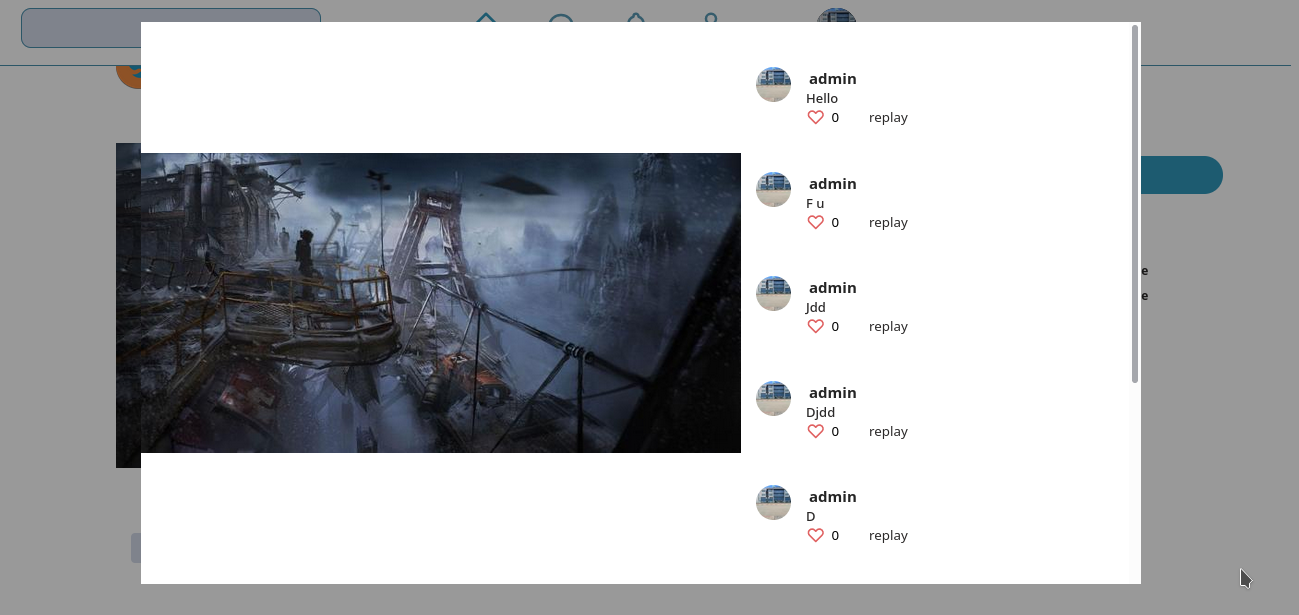 admin
Hello
0 replay
admin
F u
0 replay
admin
Jdd
0 replay
admin
Djdd
0 replay
admin
D
0 replay
e
e